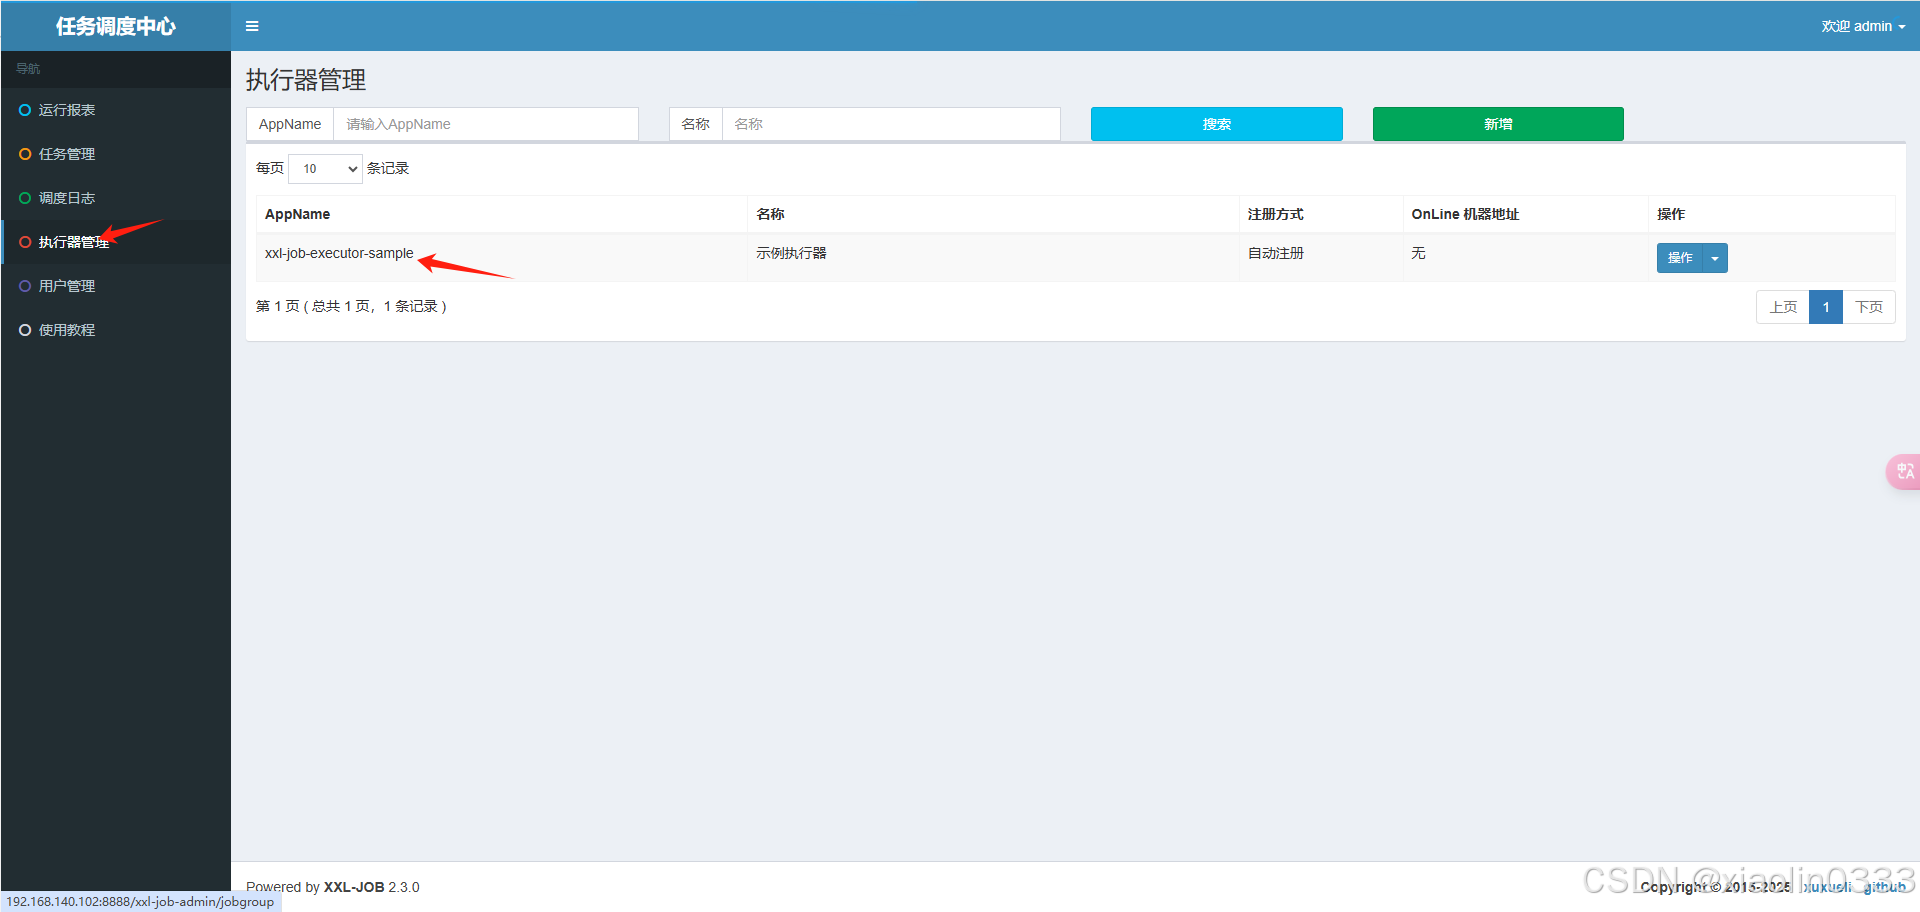 任务调度中心
欢迎 admin
导航
运行报表
任务管理
调度日志
执行器管理
用户管理
使用教程
执行器管理
AppName 请输入AppName 名称 名称 搜索 新增
每页 10 条记录
AppName 名称 注册方式 OnLine 机器地址 操作
xxl-job-executor-sample 示例执行器 自动注册 无 操作
第 1 页 ( 总共 1 页，1 条记录 ) 上页 1 下页
Powered by XXL-JOB 2.3.0 Copyright © 2015-2025 xuxueli github
CSDN @xiaolin0333
192.168.140.102:8888/xxl-job-admin/jobgroup